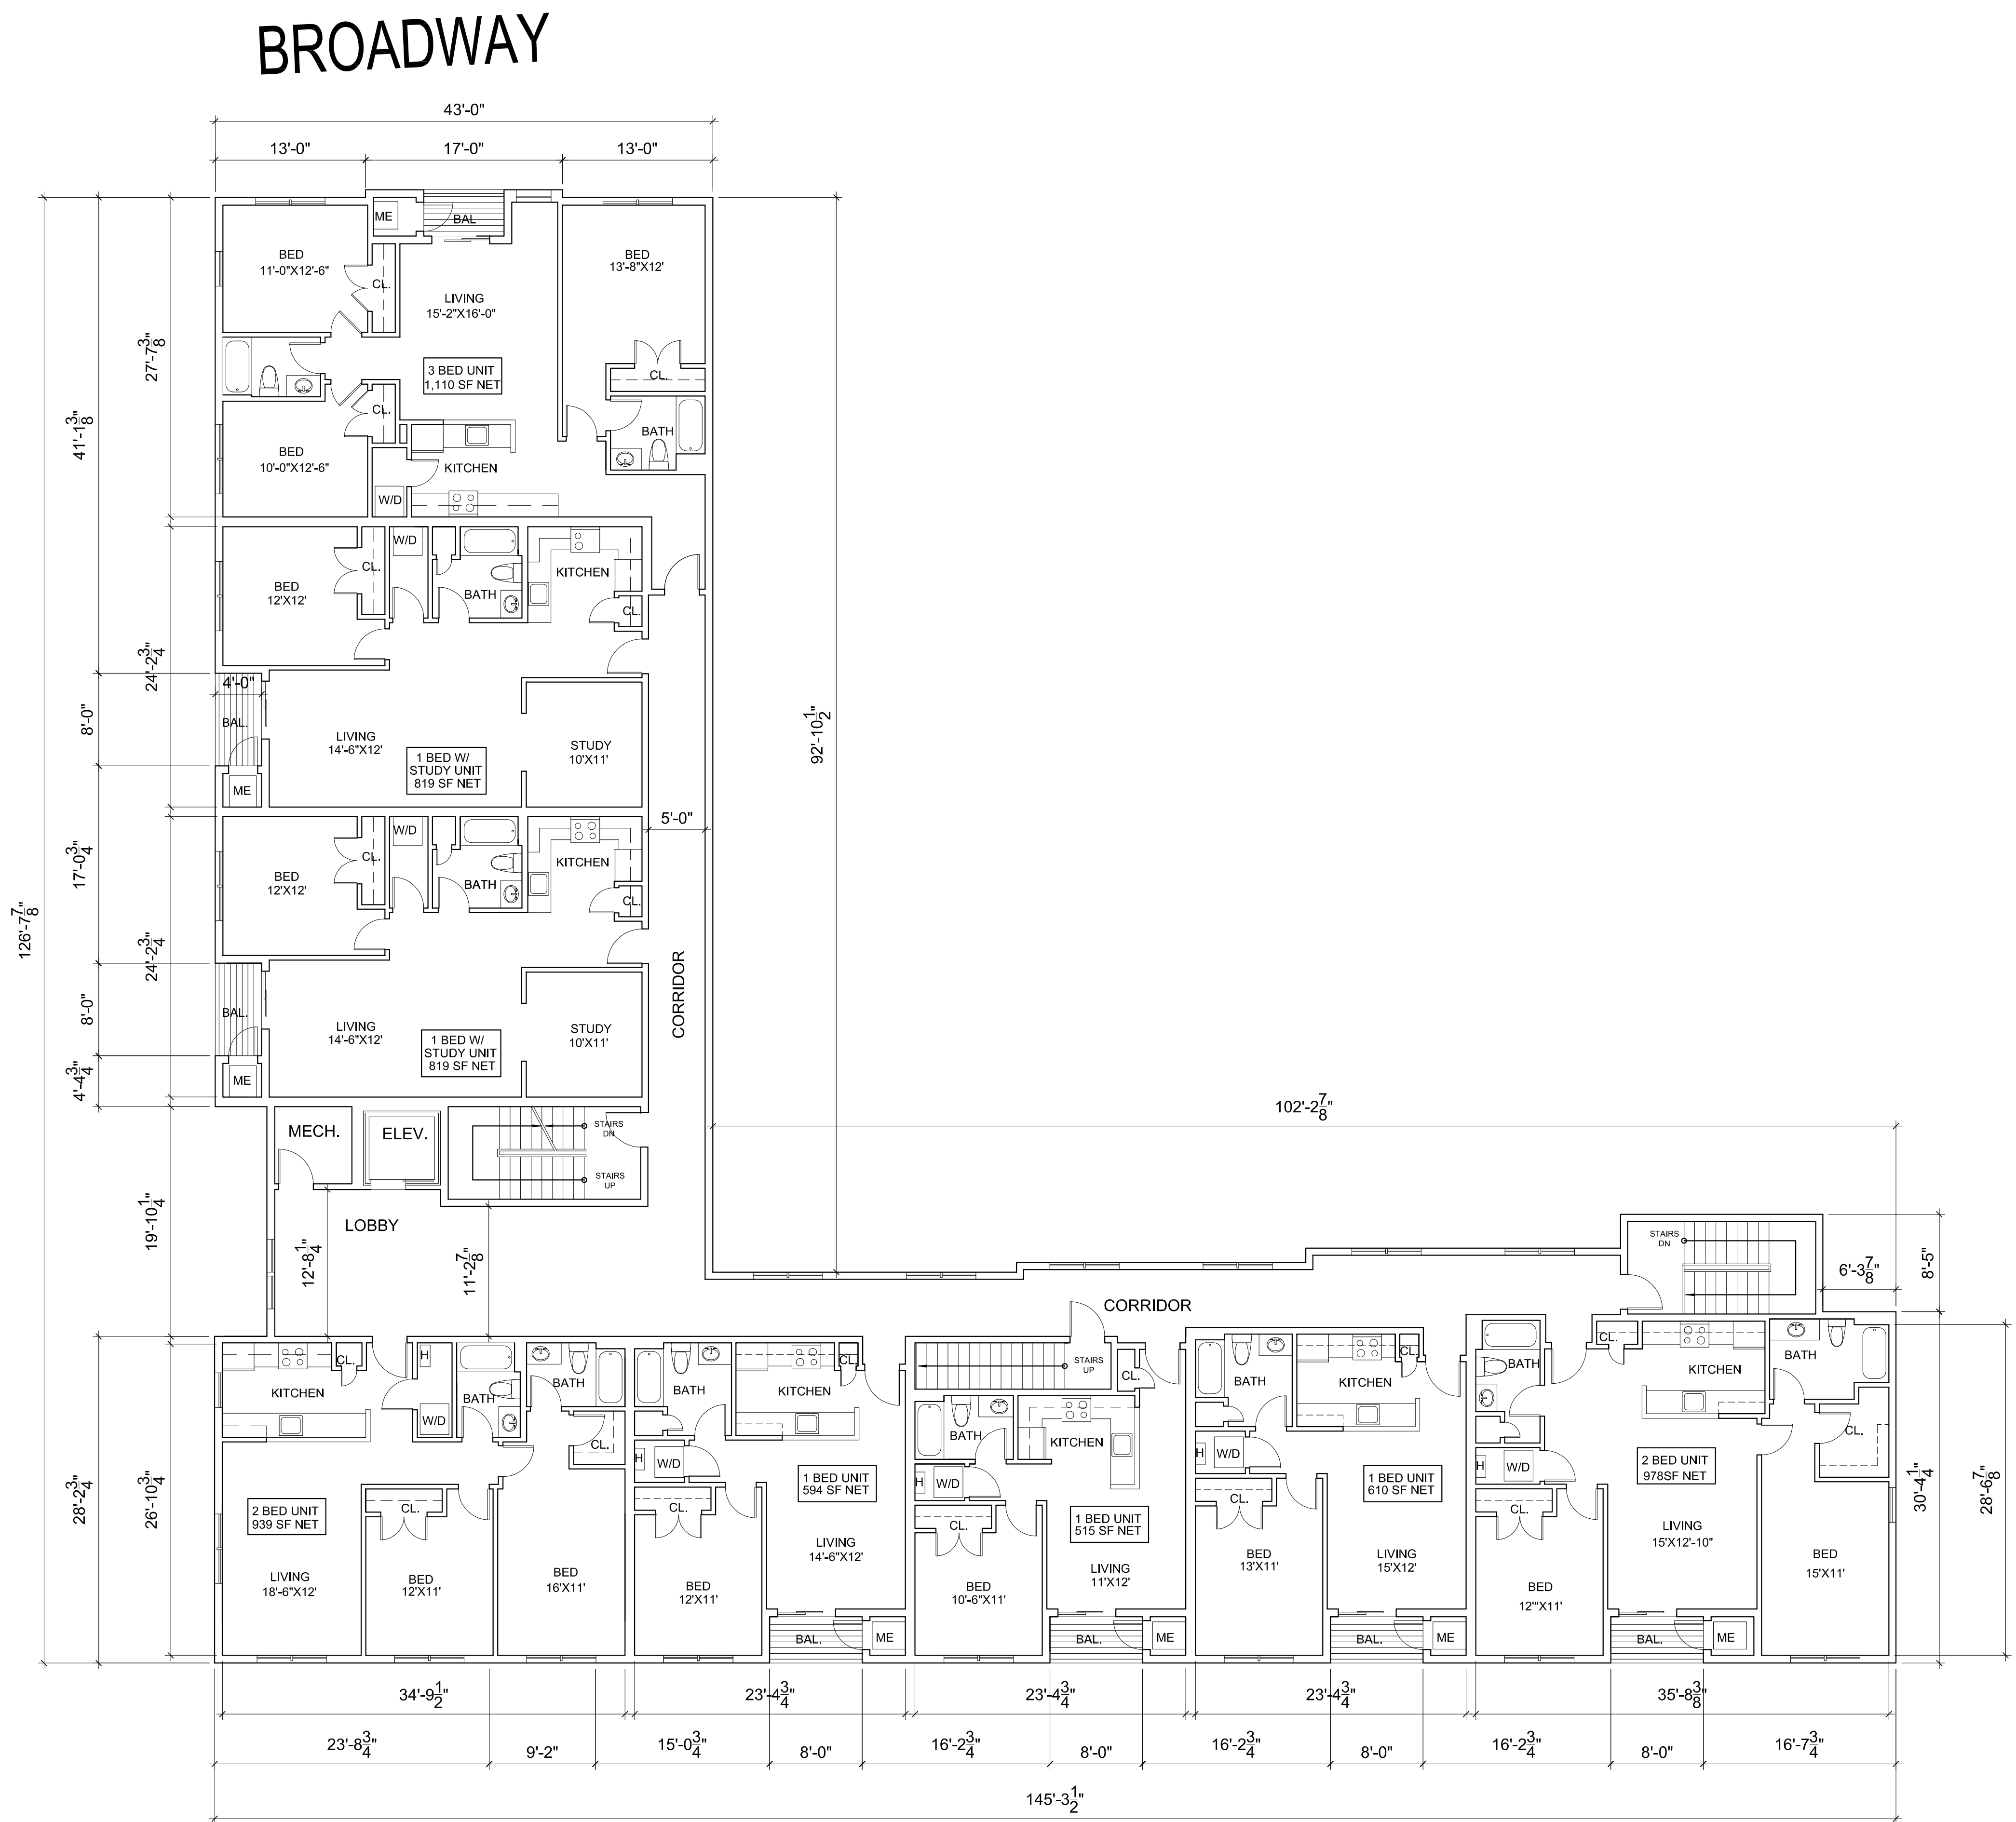 BROADWAY
43'-0"
13'-0"
17'-0"
13'-0"
ME
BAL
BED
11'-0"X12'-6"
CL.
BED
13'-8"X12'
LIVING
15'-2"X16'-0"
27'-7 3/8"
3 BED UNIT
1,110 SF NET
CL.
CL.
41'-1 3/8"
BATH
BED
10'-0"X12'-6"
KITCHEN
W/D
W/D
CL.
KITCHEN
BED
12'X12'
BATH
CL.
24'-2 3/4"
4'-0"
8'-0"
BAL.
LIVING
14'-6"X12'
STUDY
10'X11'
92'-10 1/2"
1 BED W/
STUDY UNIT
819 SF NET
ME
5'-0"
W/D
CL.
KITCHEN
17'-0 3/4"
BED
12'X12'
BATH
CL.
126'-7 7/8"
24'-2 3/4"
CORRIDOR
8'-0"
BAL.
LIVING
14'-6"X12'
STUDY
10'X11'
1 BED W/
STUDY UNIT
819 SF NET
4'-4 3/4"
ME
102'-2 7/8"
MECH.
ELEV.
STAIRS
DN
STAIRS
UP
19'-10 1/4"
LOBBY
12'-8 1/4"
11'-2 7/8"
STAIRS
DN
6'-3 7/8"
8'-5"
CORRIDOR
CL.
H
KITCHEN
BATH
BATH
W/D
CL.
BATH
KITCHEN
CL.
H
W/D
STAIRS
UP
CL.
BATH
KITCHEN
H
W/D
BATH
KITCHEN
CL.
H
W/D
BATH
CL.
KITCHEN
BATH
H
W/D
CL.
28'-2 3/4"
26'-10 3/4"
2 BED UNIT
939 SF NET
CL.
CL.
1 BED UNIT
594 SF NET
CL.
1 BED UNIT
515 SF NET
CL.
1 BED UNIT
610 SF NET
CL.
2 BED UNIT
978SF NET
30'-4 1/4"
28'-6 7/8"
LIVING
18'-6"X12'
BED
12'X11'
BED
16'X11'
BED
12'X11'
LIVING
14'-6"X12'
BED
10'-6"X11'
LIVING
11'X12'
BED
13'X11'
LIVING
15'X12'
BED
12'"X11'
LIVING
15'X12'-10"
BED
15'X11'
BAL.
ME
BAL.
ME
BAL.
ME
BAL.
ME
34'-9 1/2"
23'-4 3/4"
23'-4 3/4"
23'-4 3/4"
35'-8 3/8"
23'-8 3/4"
9'-2"
15'-0 3/4"
8'-0"
16'-2 3/4"
8'-0"
16'-2 3/4"
8'-0"
16'-2 3/4"
8'-0"
16'-7 3/4"
145'-3 1/2"